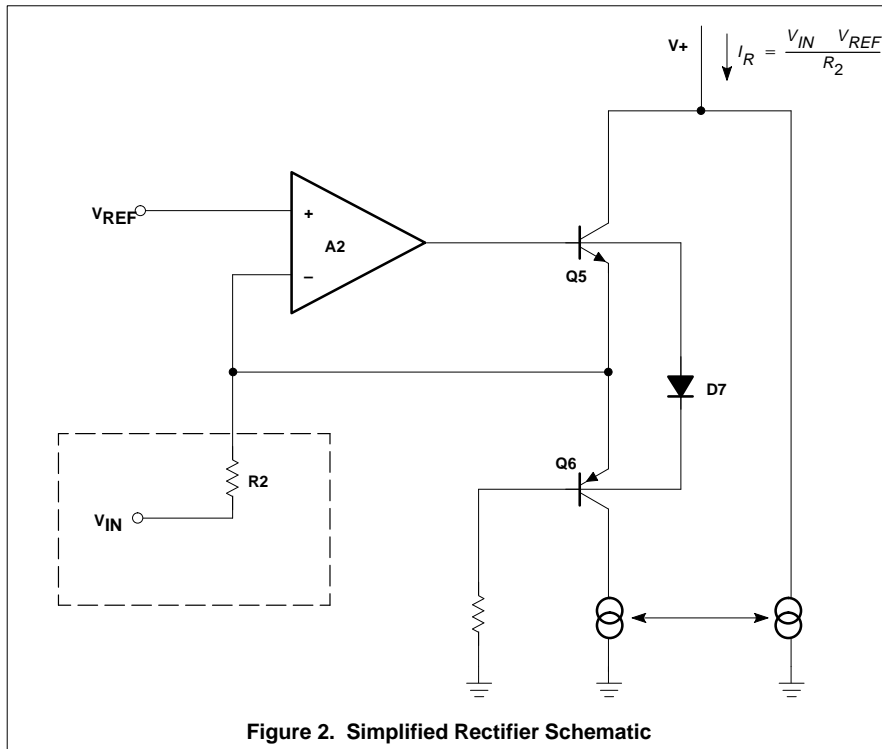 V+
I_R = V_IN V_REF / R_2
V_REF
+
A2
−
Q5
D7
Q6
R2
V_IN
Figure 2. Simplified Rectifier Schematic